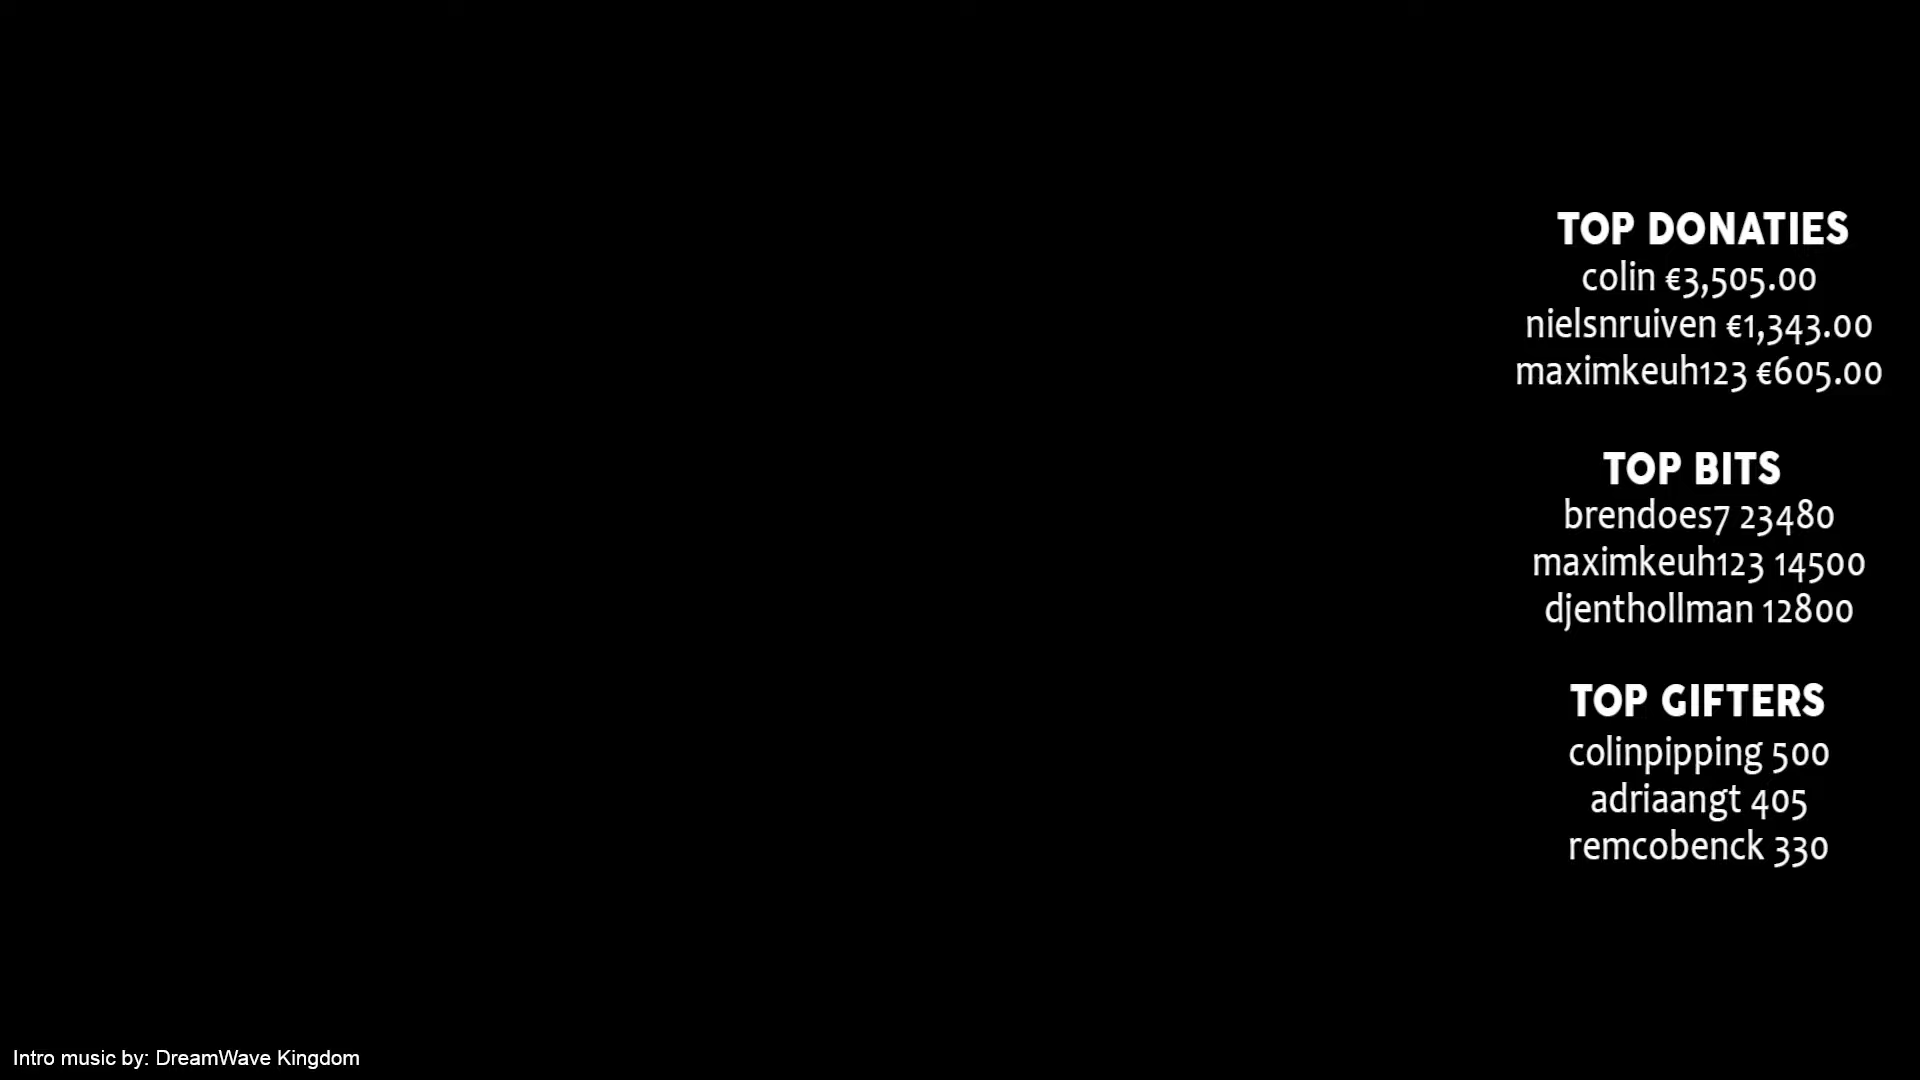 TOP DONATIES
colin €3,505.00
nielsnruiven €1,343.00
maximkeuh123 €605.00
TOP BITS
brendoes7 23480
maximkeuh123 14500
djenthollman 12800
TOP GIFTERS
colinpipping 500
adriaangt 405
remcobenck 330
Intro music by: DreamWave Kingdom